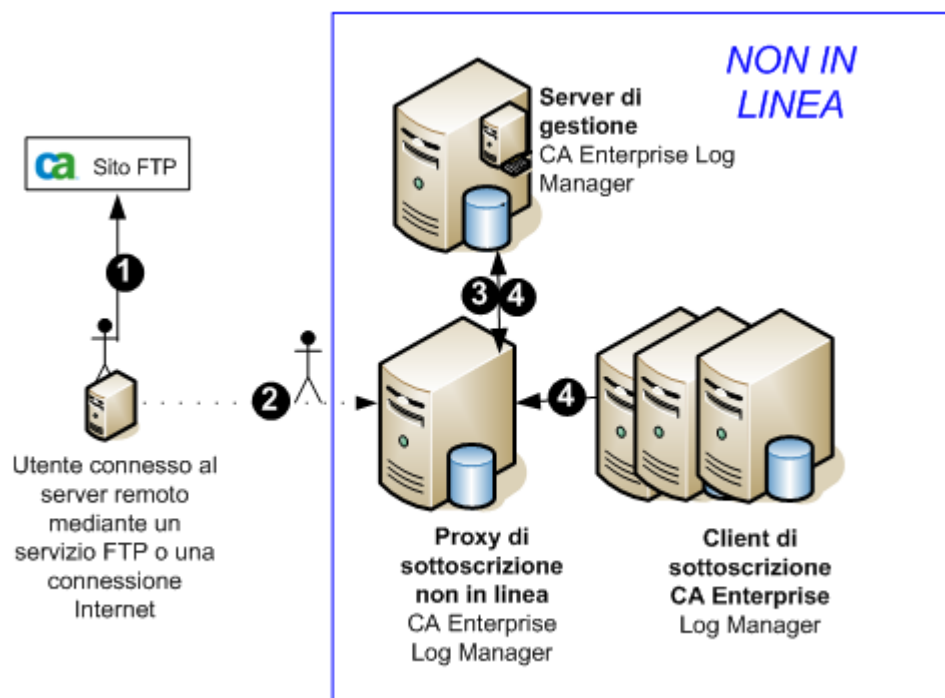 NON IN
LINEA
Server di
gestione
CA Enterprise Log
Manager
ca Sito FTP
1
3 4
2
4
Utente connesso al
server remoto
mediante un
servizio FTP o una
connessione
Internet
Proxy di
sottoscrizione
non in linea
CA Enterprise
Log Manager
Client di
sottoscrizione
CA Enterprise
Log Manager